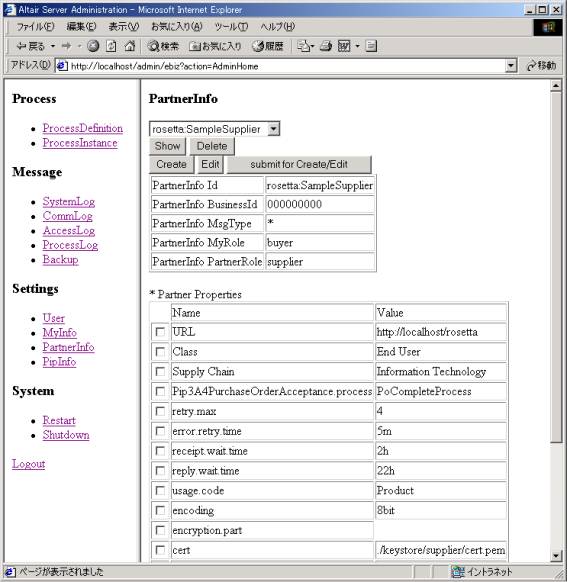 Altair Server Administration - Microsoft Internet Explorer
ファイル(F) 編集(E) 表示(V) お気に入り(A) ツール(T) ヘルプ(H)
戻る 検索 お気に入り 履歴
アドレス(D) http://localhost/admin/ebiz?action=AdminHome 移動
Process
ProcessDefinition
ProcessInstance
Message
SystemLog
CommLog
AccessLog
ProcessLog
Backup
Settings
User
MyInfo
PartnerInfo
PipInfo
System
Restart
Shutdown
Logout
PartnerInfo
rosetta:SampleSupplier
Show Delete
Create Edit submit for Create/Edit
PartnerInfo Id rosetta:SampleSupplier
PartnerInfo BusinessId 000000000
PartnerInfo MsgType *
PartnerInfo MyRole buyer
PartnerInfo PartnerRole supplier
* Partner Properties
Name Value
URL http://localhost/rosetta
Class End User
Supply Chain Information Technology
Pip3A4PurchaseOrderAcceptance.process PoCompleteProcess
retry.max 4
error.retry.time 5m
receipt.wait.time 2h
reply.wait.time 22h
usage.code Product
encoding 8bit
encryption.part
cert ./keystore/supplier/cert.pem
ページが表示されました イントラネット